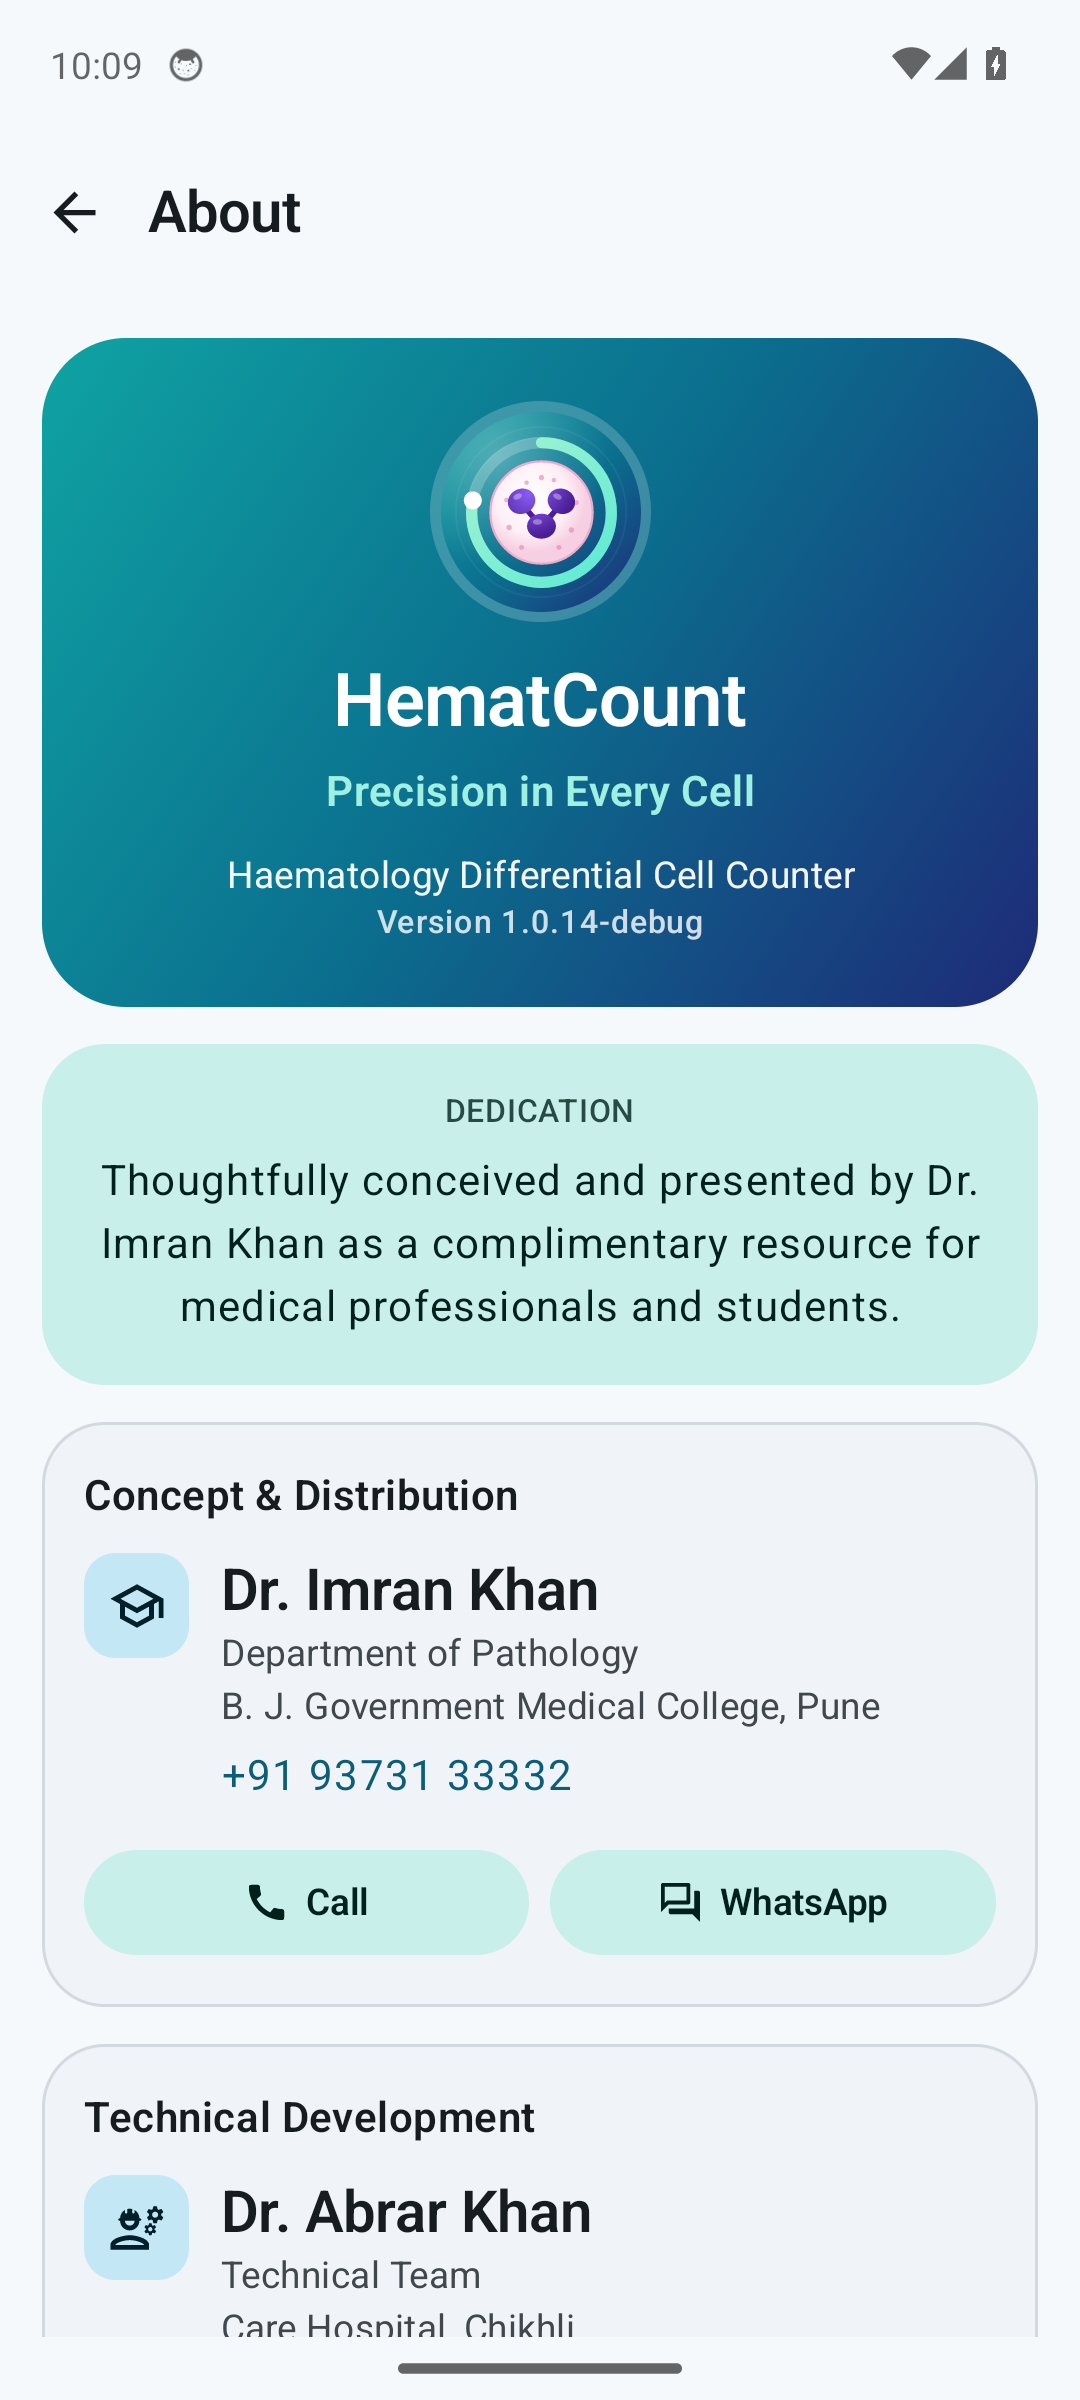 10:09
About
HematCount
Precision in Every Cell
Haematology Differential Cell Counter
Version 1.0.14-debug
DEDICATION
Thoughtfully conceived and presented by Dr.
Imran Khan as a complimentary resource for
medical professionals and students.
Concept & Distribution
Dr. Imran Khan
Department of Pathology
B. J. Government Medical College, Pune
+91 93731 33332
Call
WhatsApp
Technical Development
Dr. Abrar Khan
Technical Team
Care Hospital, Chikhli